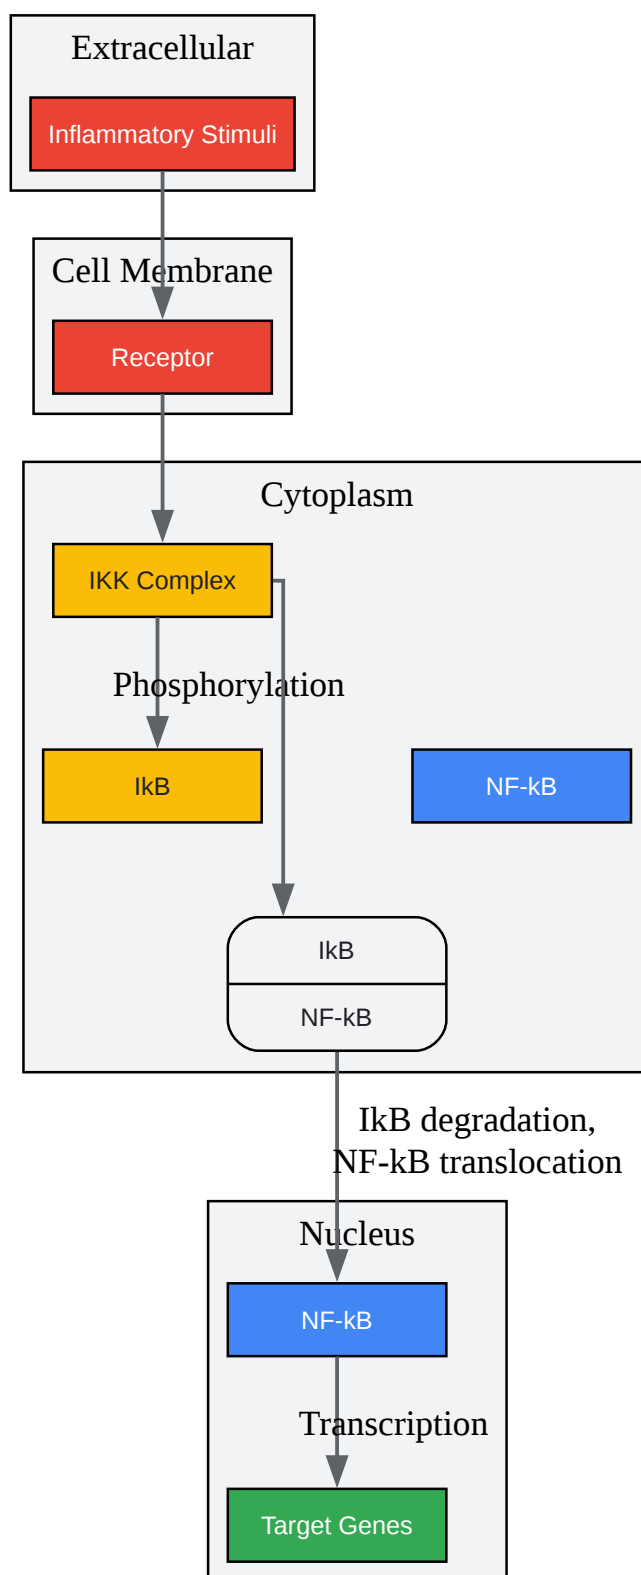 Extracellular
Inflammatory Stimuli
Cell Membrane
Receptor
Cytoplasm
IKK Complex
Phosphorylation
IkB
NF-kB
IkB
NF-kB
IkB degradation,
NF-kB translocation
Nucleus
NF-kB
Transcription
Target Genes